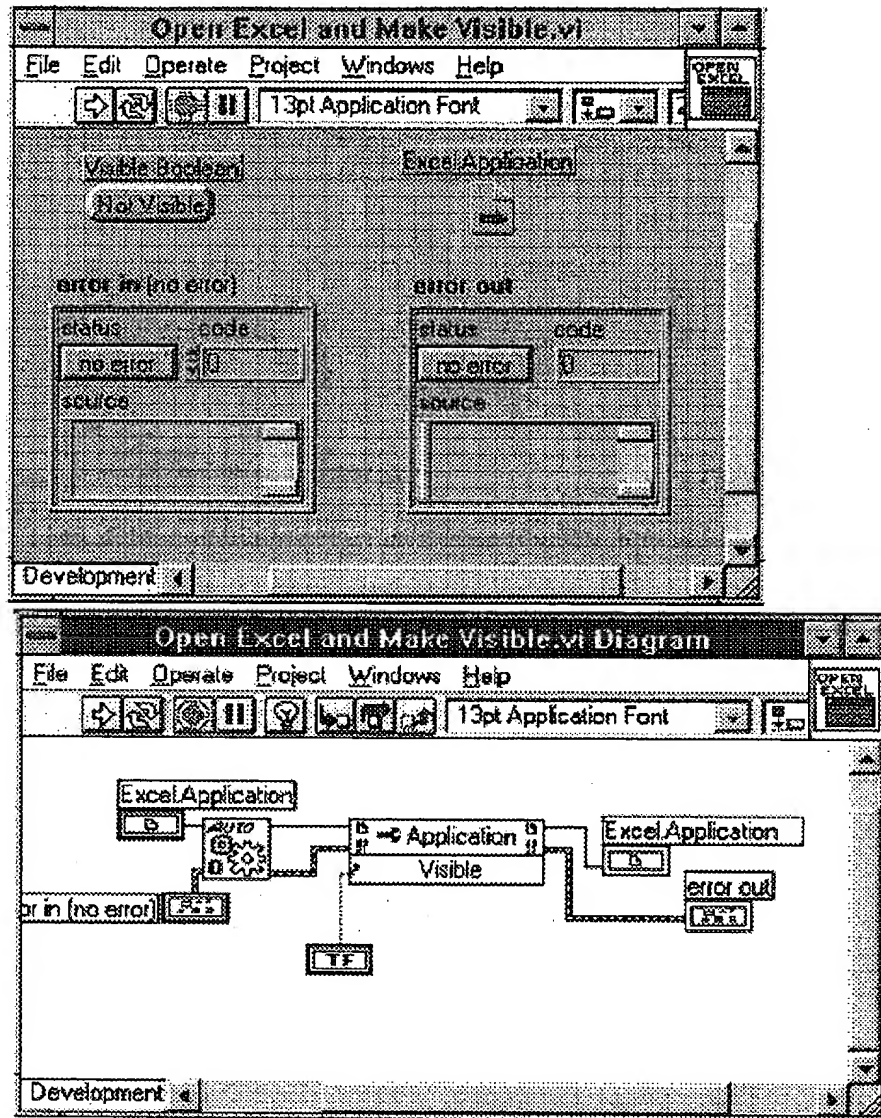 Open Excel and Make Visible.vi
File Edit Operate Project Windows Help
OPEN EXCEL
13pt Application Font
Visible Boolean
Excel.Application
Not Visible
error in (no error)
error out
status code
status code
no error 0
no error 0
source
source
Development
Open Excel and Make Visible.vi Diagram
File Edit Operate Project Windows Help
OPEN EXCEL
13pt Application Font
Excel.Application
AUTO
Application
Excel.Application
Visible
error out
or in (no error)
TF
Development